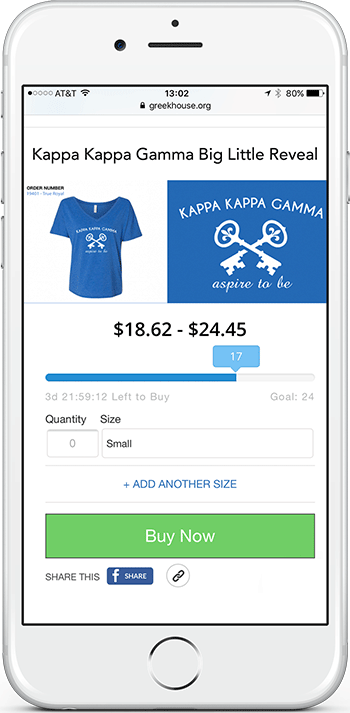 AT&T 13:02 80%
greekhouse.org
Kappa Kappa Gamma Big Little Reveal
ORDER NUMBER
KAPPA KAPPA GAMMA
aspire to be
KAPPA KAPPA GAMMA
aspire to be
$18.62 - $24.45
17
3d 21:59:12 Left to Buy Goal: 24
Quantity Size
0 Small
+ ADD ANOTHER SIZE
Buy Now
SHARE THIS f SHARE